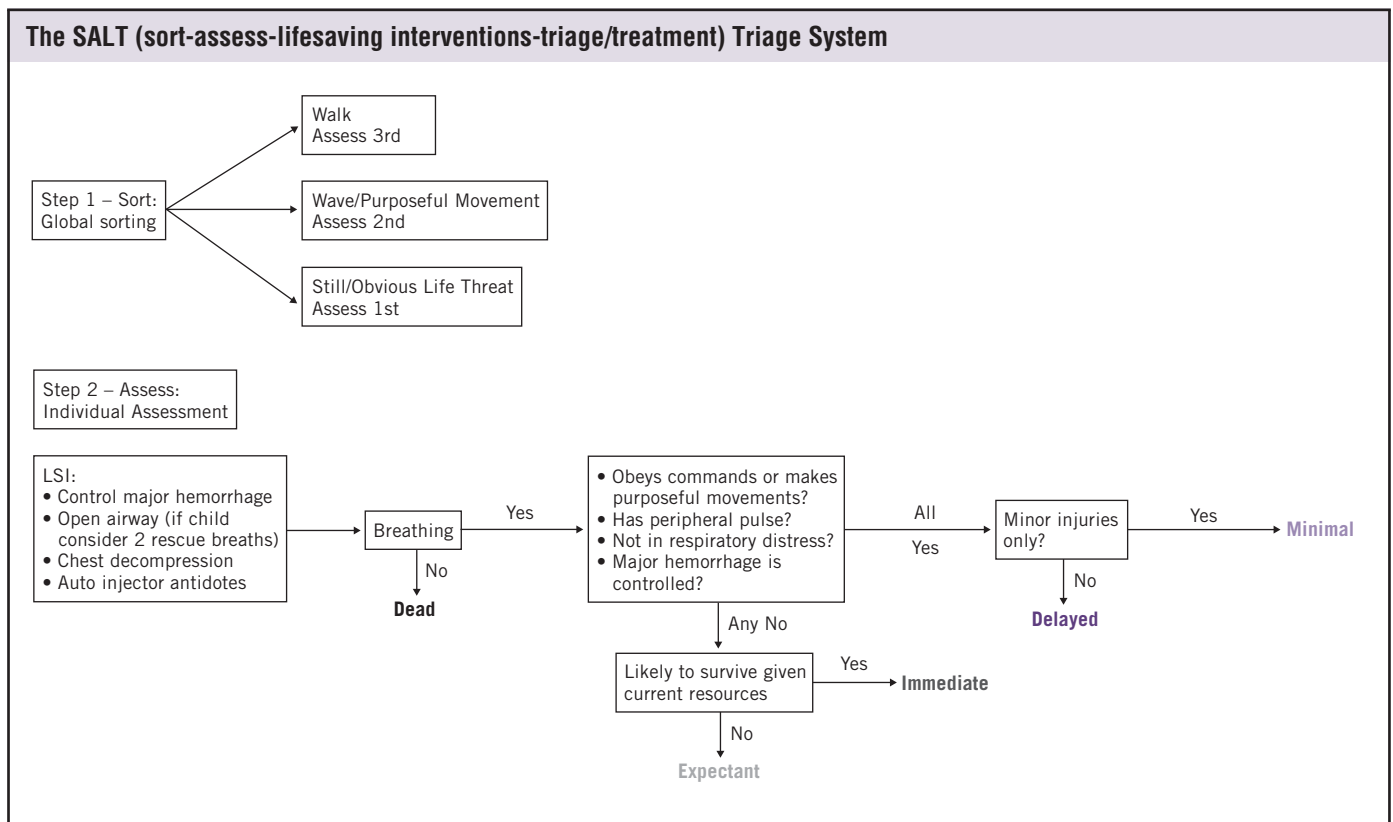 The SALT (sort-assess-lifesaving interventions-triage/treatment) Triage System
Walk
Assess 3rd
Step 1 – Sort:
Global sorting
Wave/Purposeful Movement
Assess 2nd
Still/Obvious Life Threat
Assess 1st
Step 2 – Assess:
Individual Assessment
LSI:
• Control major hemorrhage
• Open airway (if child
consider 2 rescue breaths)
• Chest decompression
• Auto injector antidotes
Breathing
Yes
No
Dead
• Obeys commands or makes
purposeful movements?
• Has peripheral pulse?
• Not in respiratory distress?
• Major hemorrhage is
controlled?
All
Yes
Minor injuries
only?
Yes
Minimal
No
Delayed
Any No
Likely to survive given
current resources
Yes
Immediate
No
Expectant